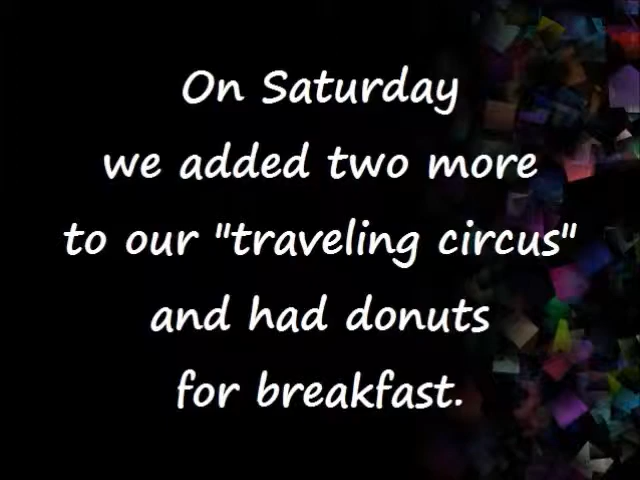 On Saturday
we added two more
to our "traveling circus"
and had donuts
for breakfast.